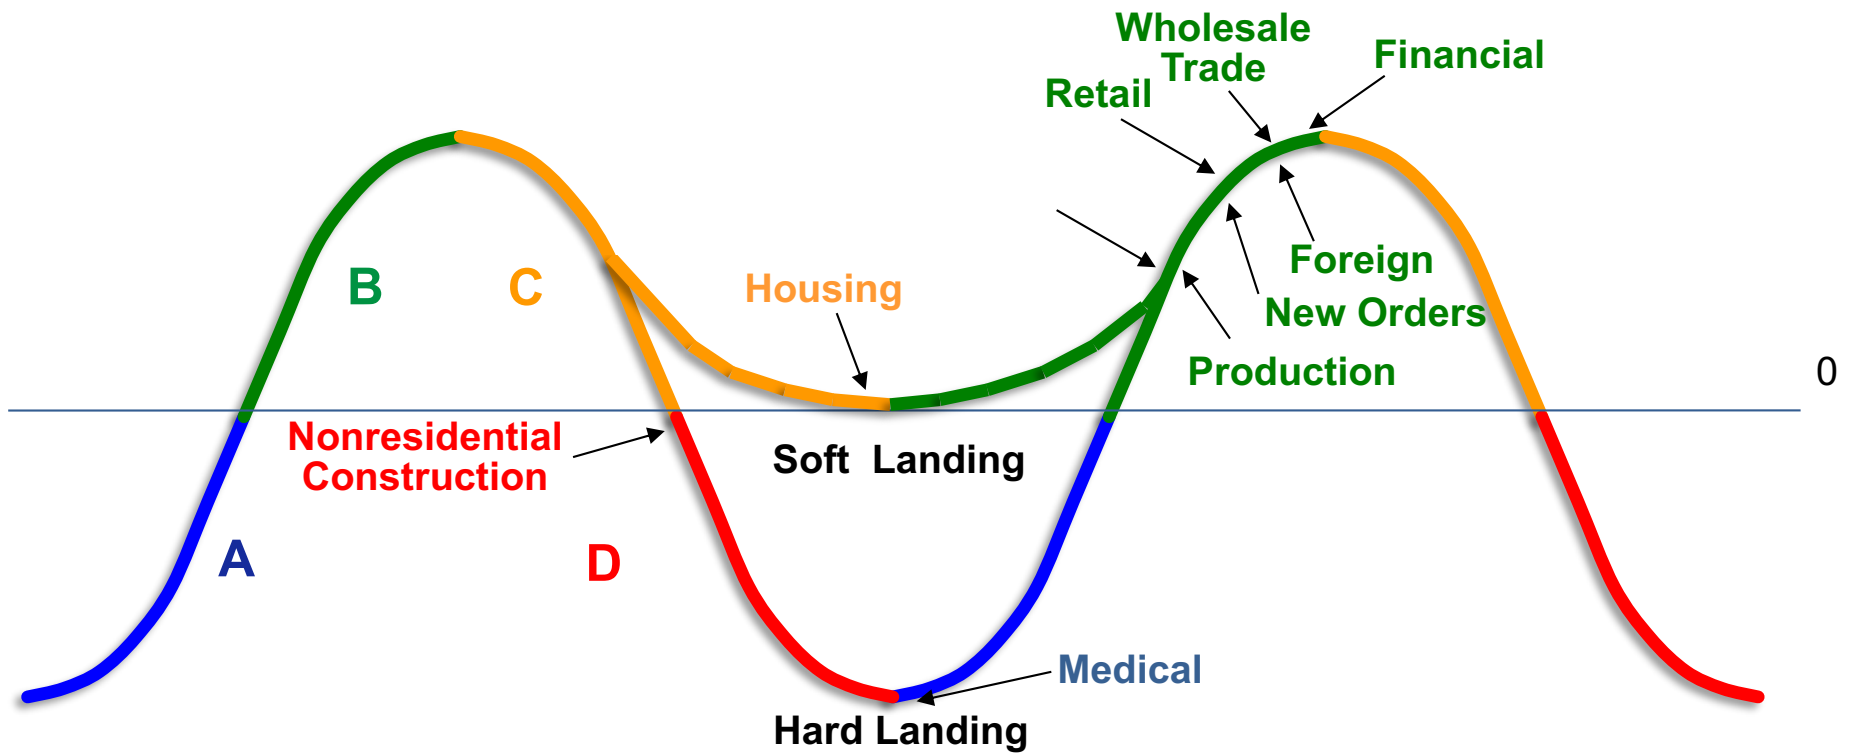 Wholesale
Trade
Financial
Retail
B
C
Housing
Foreign
New Orders
Production
0
Nonresidential
Construction
Soft Landing
A
D
Medical
Hard Landing